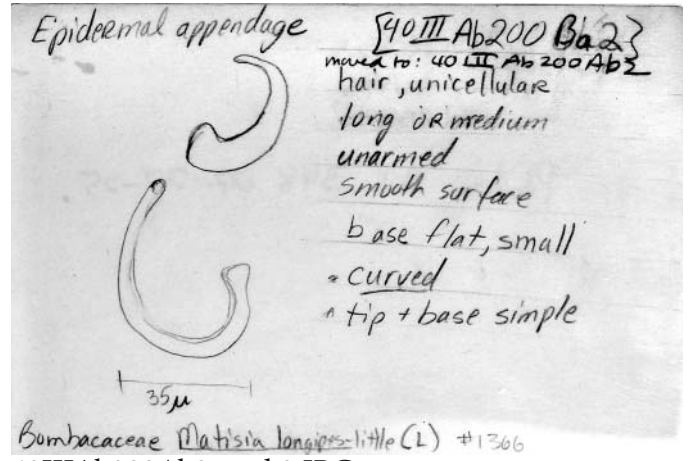 Epidermal appendage
{40 III Ab200 Ba2}
moved to: 40 III Ab 200 Ab
hair, unicellular
long or medium
unarmed
smooth surface
base flat, small
curved
tip + base simple
35µ
Bombacaceae Matisia longipes-little (L) #1366